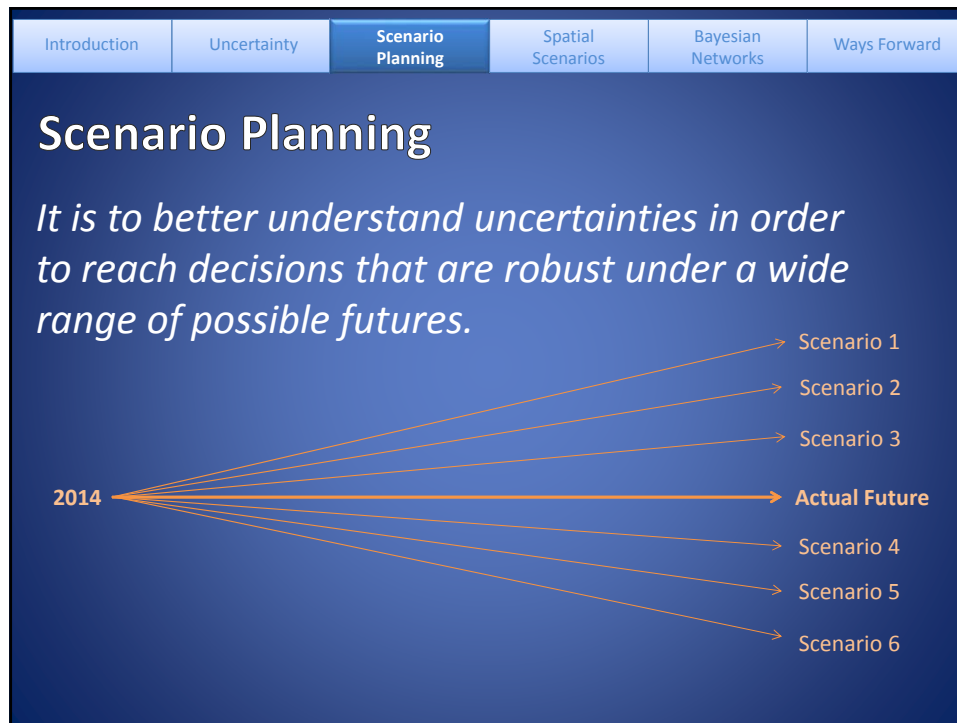 Introduction
Uncertainty
Scenario
Planning
Spatial
Scenarios
Bayesian
Networks
Ways Forward
Scenario Planning
It is to better understand uncertainties in order
to reach decisions that are robust under a wide
range of possible futures.
Scenario 1
Scenario 2
Scenario 3
2014
Actual Future
Scenario 4
Scenario 5
Scenario 6